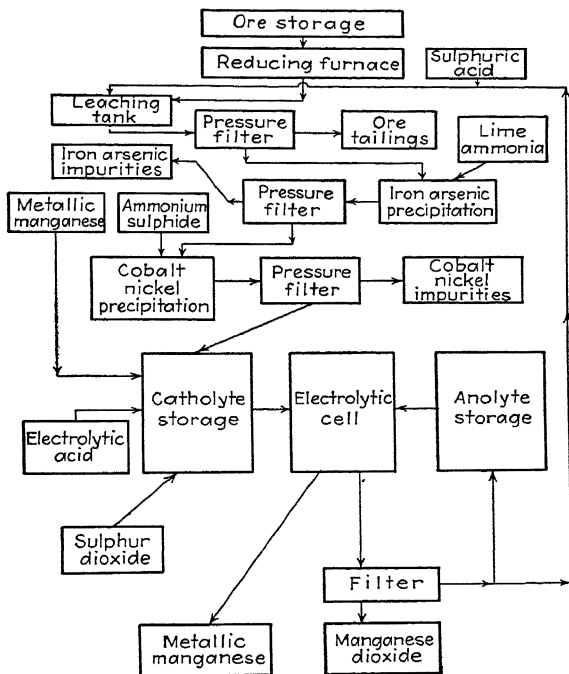 Ore storage
Reducing furnace
Sulphuric
acid
Leaching
tank
Pressure
filter
Ore
tailings
Lime
ammonia
Iron arsenic
impurities
Metallic
manganese
Ammonium
sulphide
Pressure
filter
Iron arsenic
precipitation
Cobalt
nickel
precipitation
Pressure
filter
Cobalt
nickel
impurities
Catholyte
storage
Electrolytic
cell
Anolyte
storage
Electrolytic
acid
Sulphur
dioxide
Filter
Metallic
manganese
Manganese
dioxide